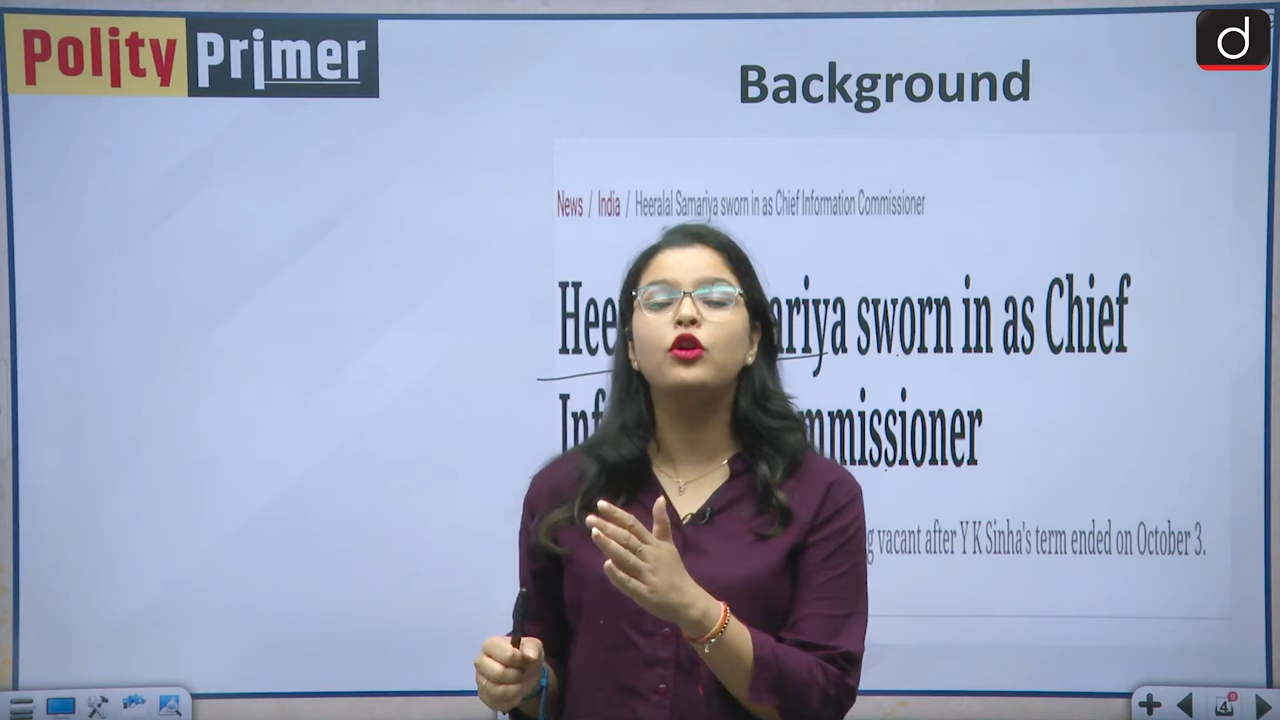 Polity Primer
d
Background
News / India / Heeralal Samariya sworn in as Chief Information Commissioner
Hee ariya sworn in as Chief
Inf mmissioner
g vacant after Y K Sinha's term ended on October 3.
4